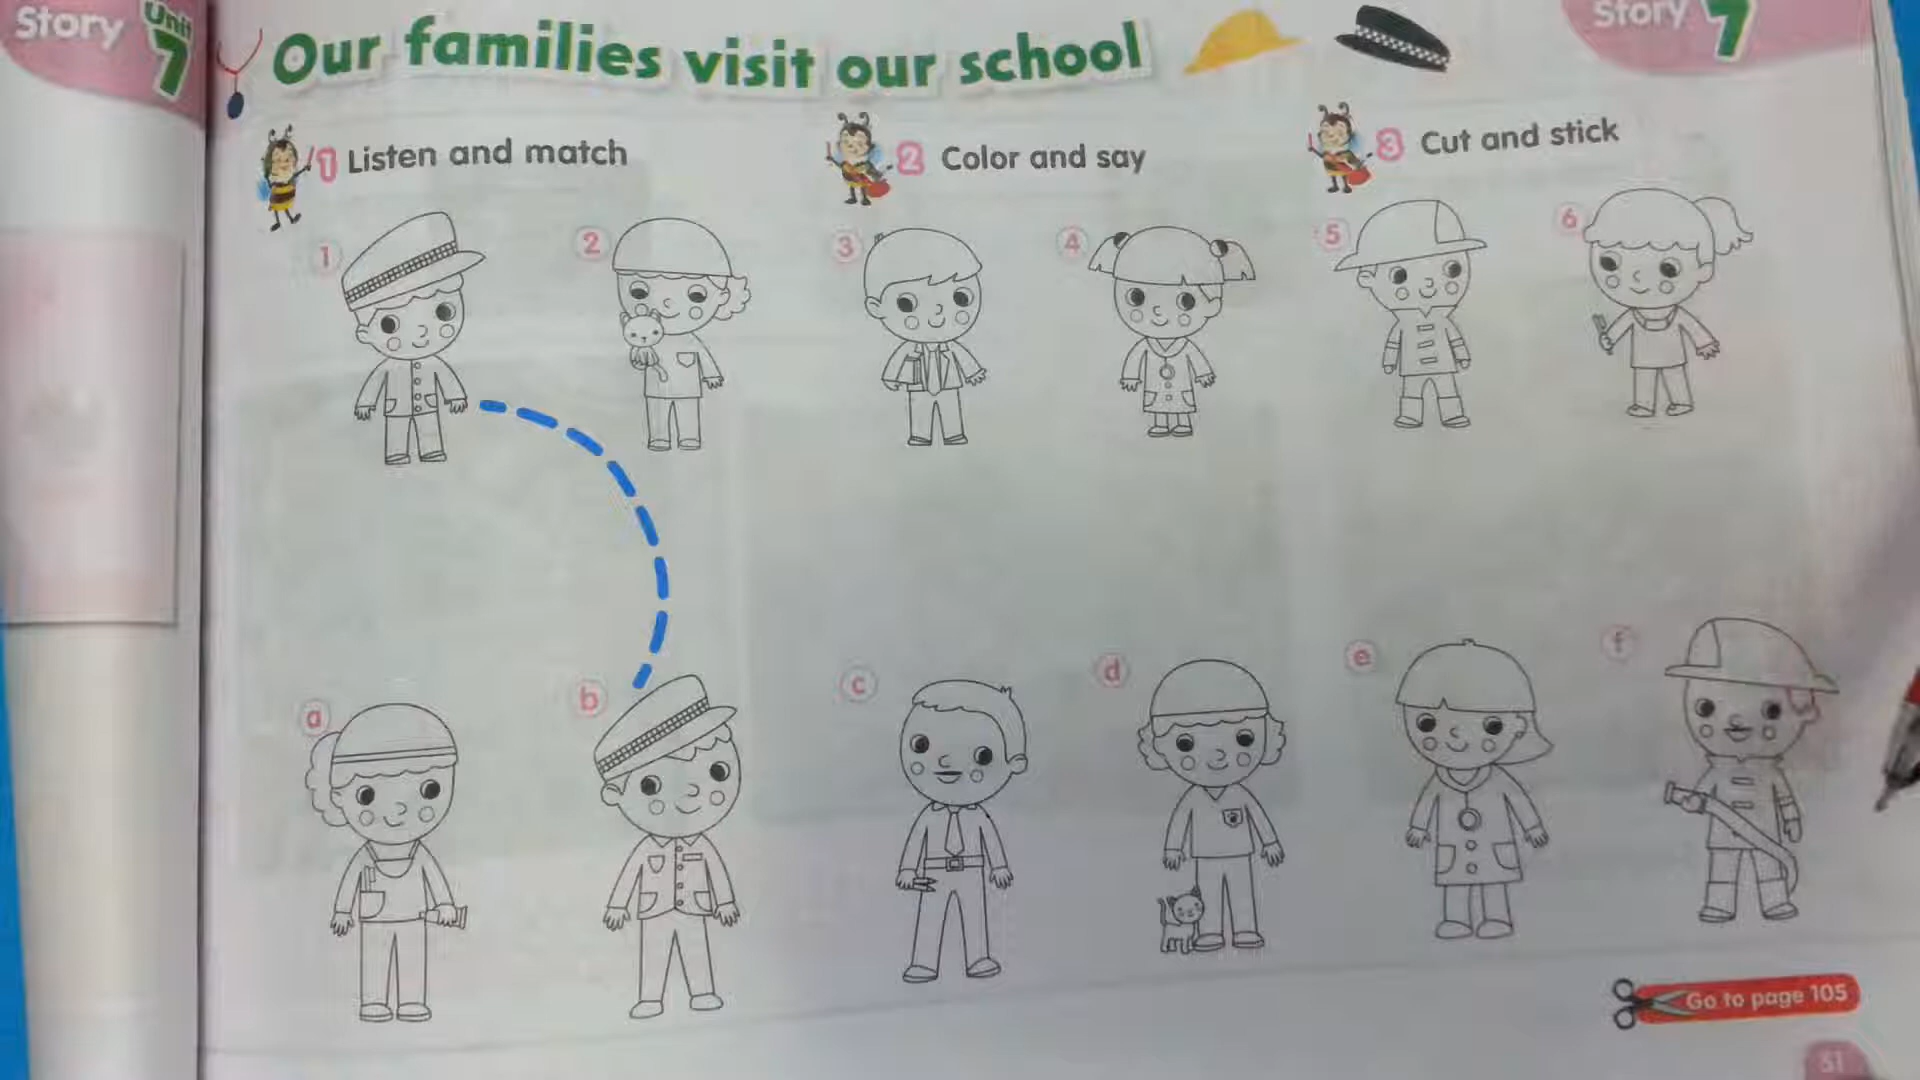 Story Unit 7
Our families visit our school
Story 7
1 Listen and match
2 Color and say
3 Cut and stick
1
2
3
4
5
6
a
b
c
d
e
f
Go to page 105
51